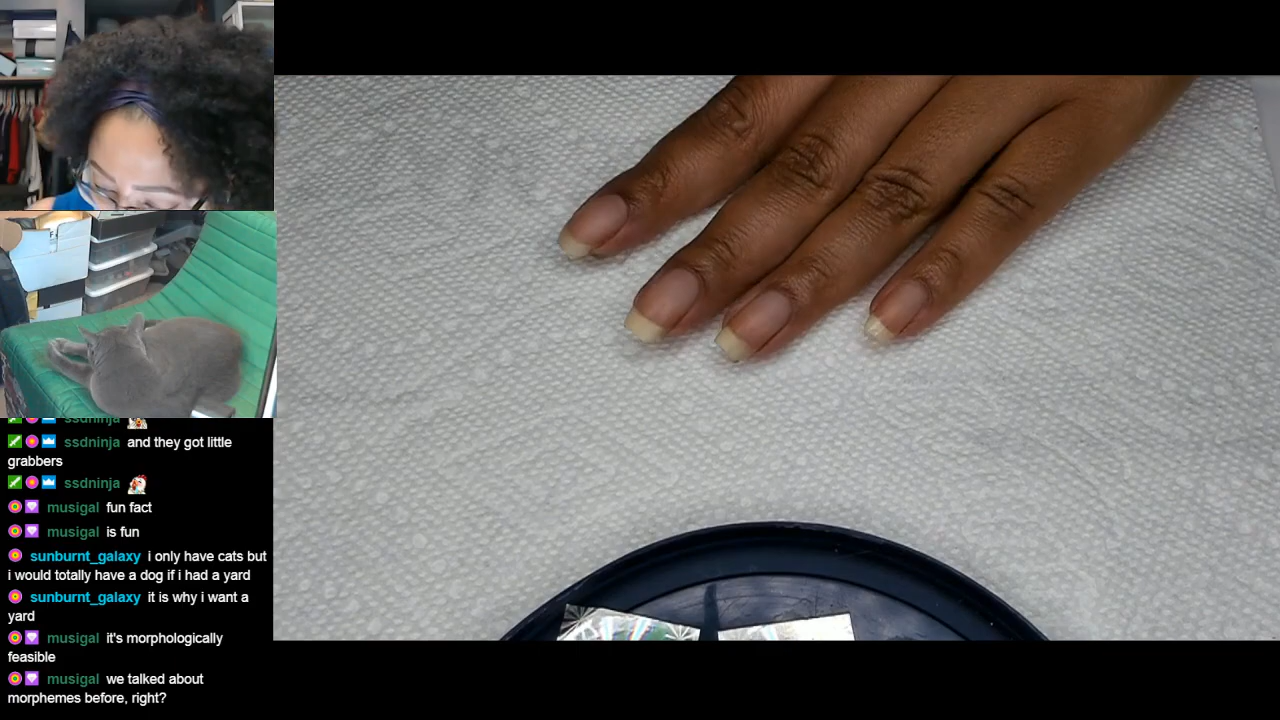 ssdninja
ssdninja and they got little
grabbers
ssdninja
musigal fun fact
musigal is fun
sunburnt_galaxy i only have cats but
i would totally have a dog if i had a yard
sunburnt_galaxy it is why i want a
yard
musigal it's morphologically
feasible
musigal we talked about
morphemes before, right?